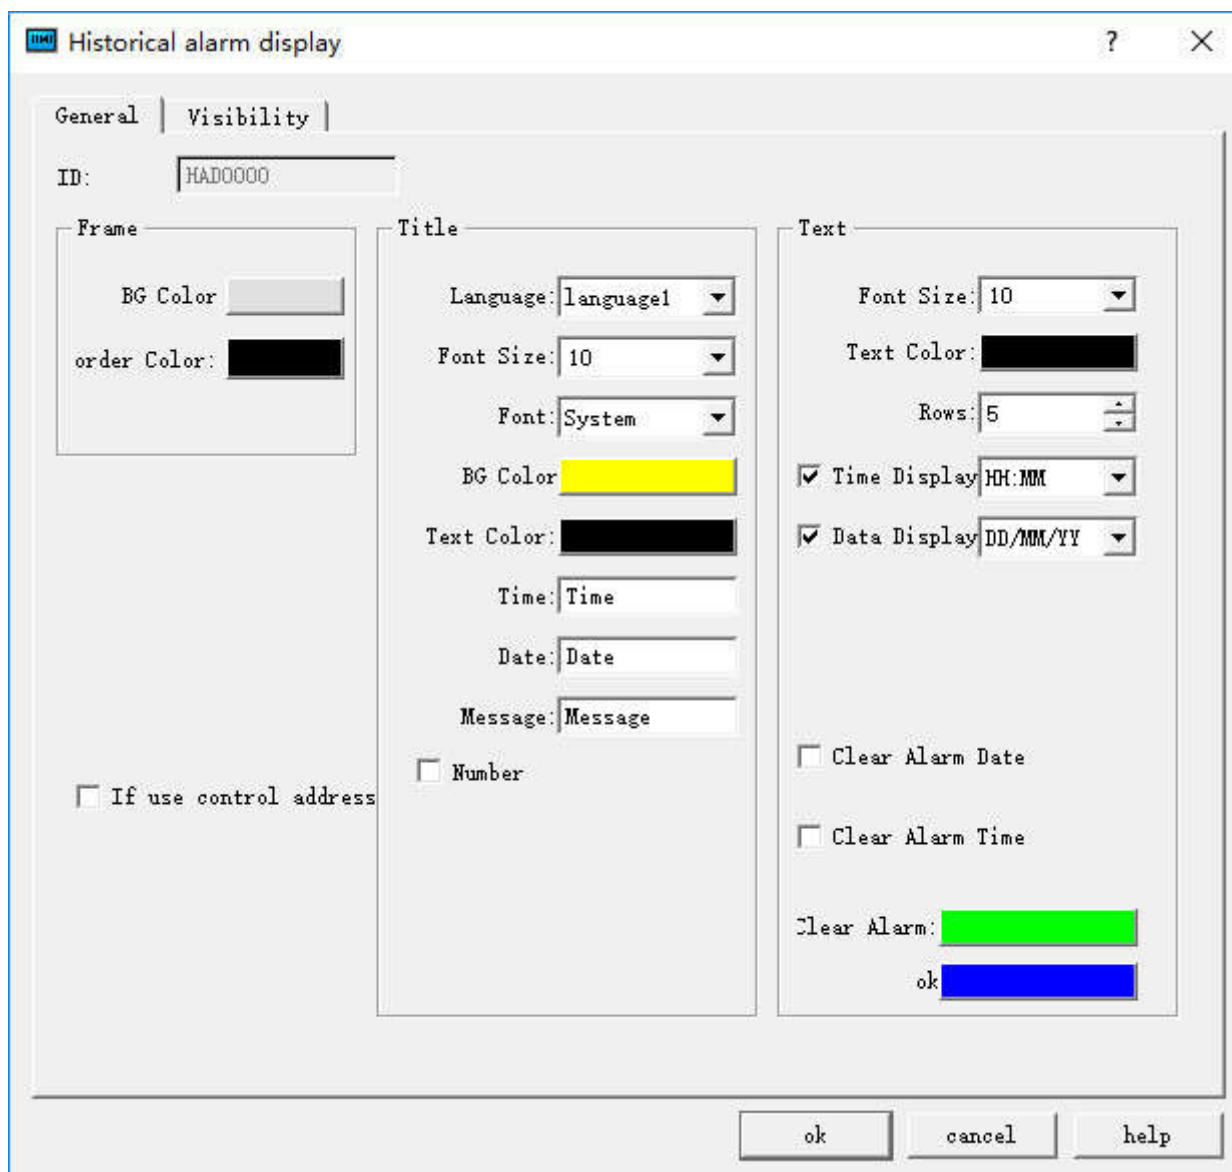 Historical alarm display
General
Visibility
ID: HAD0000
Frame
BG Color
order Color:
If use control address
Title
Language: language1
Font Size: 10
Font: System
BG Color
Text Color:
Time: Time
Date: Date
Message: Message
Number
Text
Font Size: 10
Text Color:
Rows: 5
Time Display HH:MM
Data Display DD/MM/YY
Clear Alarm Date
Clear Alarm Time
Clear Alarm:
ok
ok
cancel
help